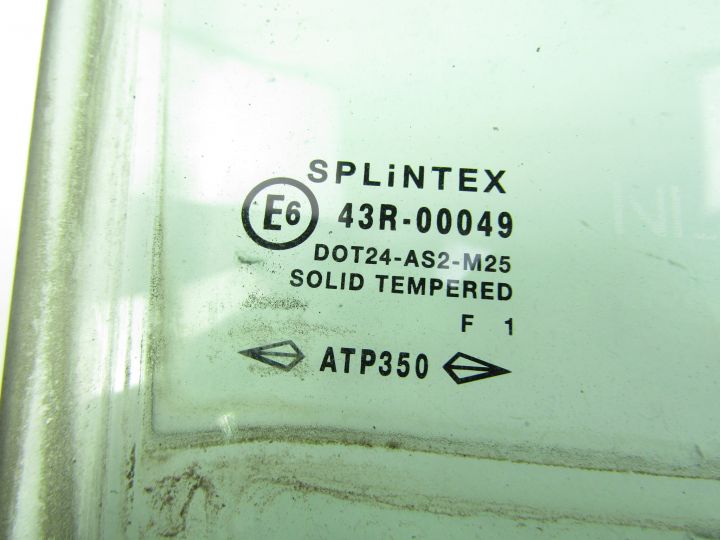 SPLiNTEX
E6 43R-00049
DOT24-AS2-M25
SOLID TEMPERED
F 1
ATP350